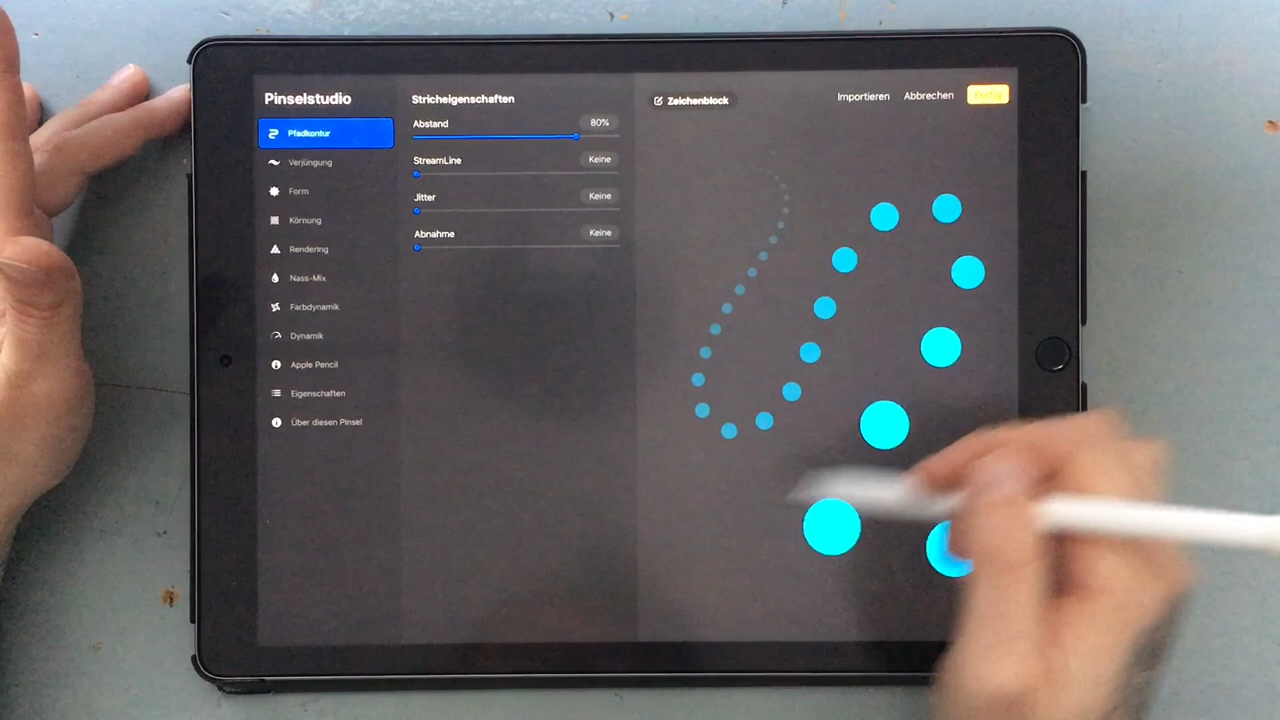 Pinselstudio
Pfadkontur
Verjüngung
Form
Körnung
Rendering
Nass-Mix
Farbdynamik
Dynamik
Apple Pencil
Eigenschaften
Über diesen Pinsel
Stricheigenschaften
Abstand 80%
StreamLine Keine
Jitter Keine
Abnahme Keine
Zeichenblock
Importieren Abbrechen Fertig